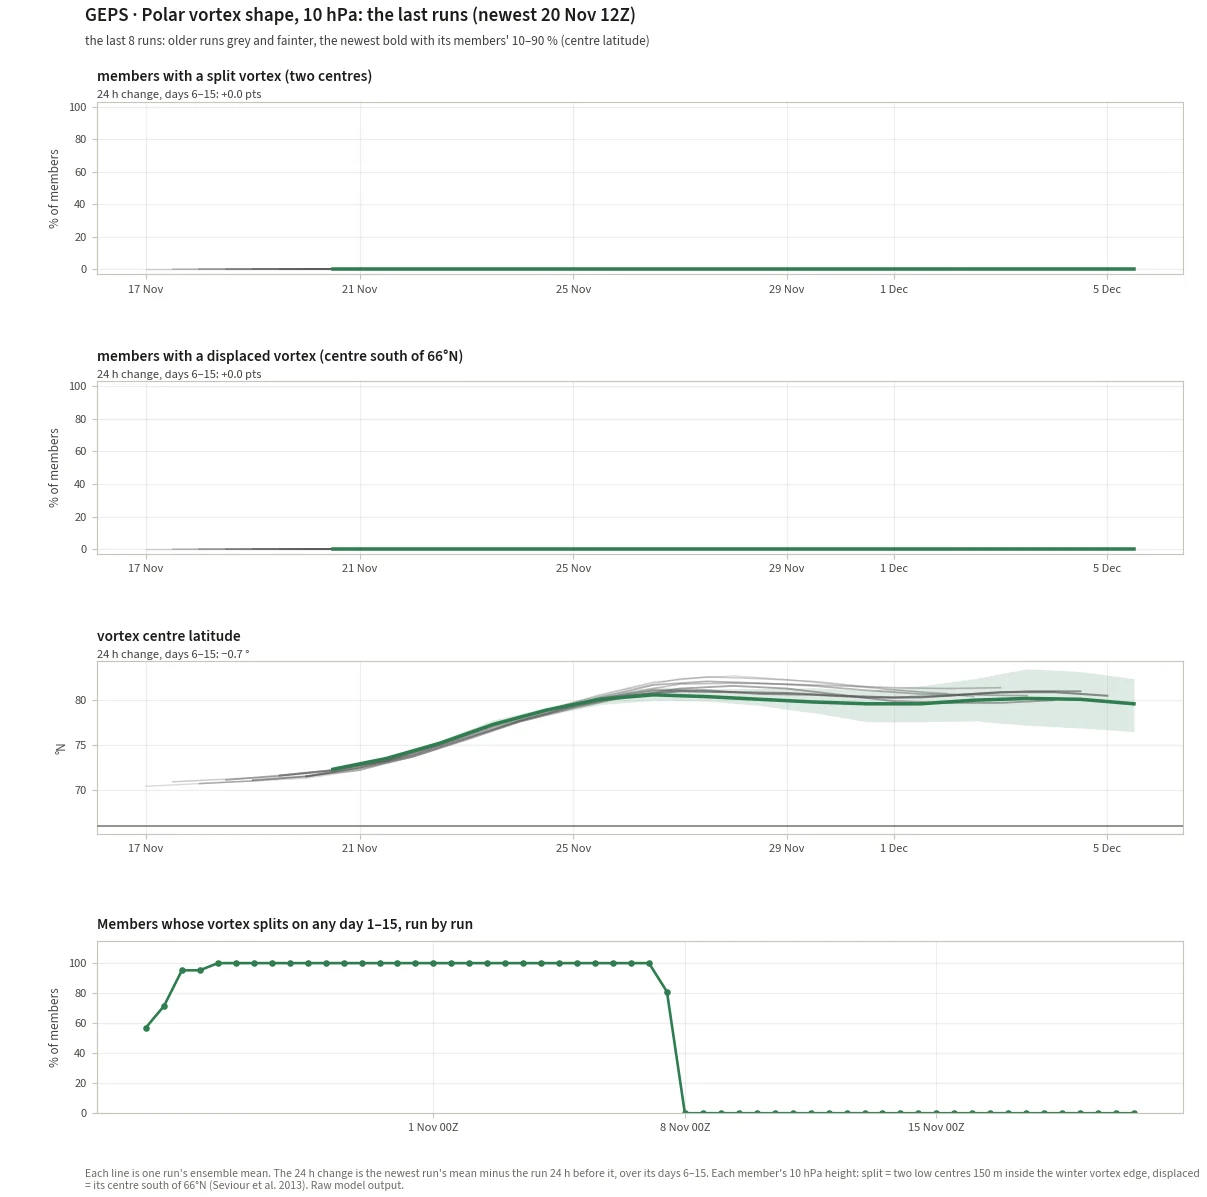 GEPS · Polar vortex shape, 10 hPa: the last runs (newest 20 Nov 12Z)
the last 8 runs: older runs grey and fainter, the newest bold with its members' 10–90 % (centre latitude)
members with a split vortex (two centres)
24 h change, days 6–15: +0.0 pts
100
80
60
40
20
0
% of members
17 Nov
21 Nov
25 Nov
29 Nov
1 Dec
5 Dec
members with a displaced vortex (centre south of 66°N)
24 h change, days 6–15: +0.0 pts
100
80
60
40
20
0
% of members
17 Nov
21 Nov
25 Nov
29 Nov
1 Dec
5 Dec
vortex centre latitude
24 h change, days 6–15: −0.7 °
80
75
70
°N
17 Nov
21 Nov
25 Nov
29 Nov
1 Dec
5 Dec
Members whose vortex splits on any day 1–15, run by run
100
80
60
40
20
0
% of members
1 Nov 00Z
8 Nov 00Z
15 Nov 00Z
Each line is one run's ensemble mean. The 24 h change is the newest run's mean minus the run 24 h before it, over its days 6–15. Each member's 10 hPa height: split = two low centres 150 m inside the winter vortex edge, displaced
= its centre south of 66°N (Seviour et al. 2013). Raw model output.